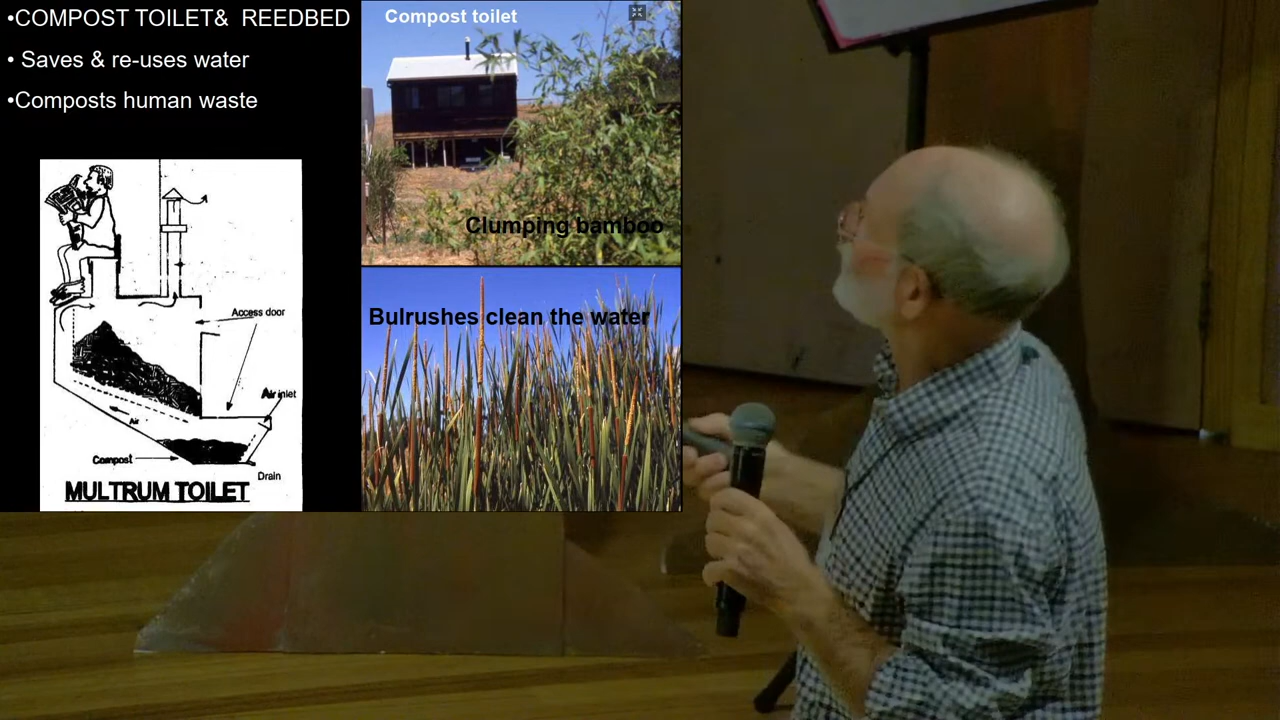 •COMPOST TOILET& REEDBED
• Saves & re-uses water
•Composts human waste
Access door
Air inlet
Air
Compost
Drain
MULTRUM TOILET
Compost toilet
Clumping bamboo
Bulrushes clean the water